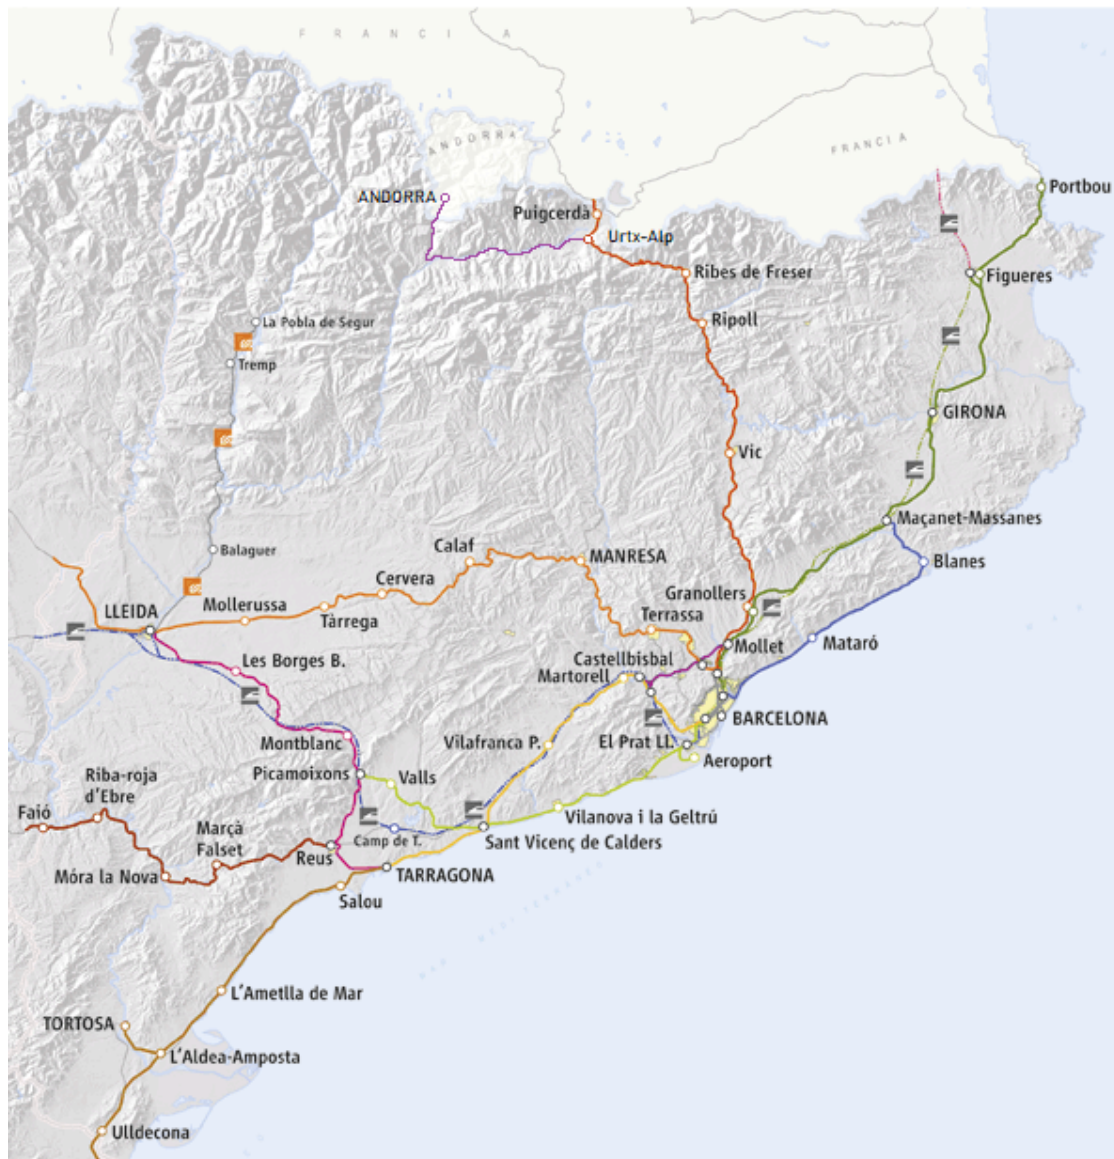 FRANCIA
ANDORRA
FRANCIA
ANDORRA
Portbou
Puigcerdà
Urtx-Alp
Ribes de Freser
Figueres
La Pobla de Segur
Ripoll
Tremp
GIRONA
Vic
Maçanet-Massanes
Balaguer
Calaf
MANRESA
Blanes
Cervera
Granollers
LLEIDA
Mollerussa
Tàrrega
Terrassa
Mollet
Mataró
Les Borges B.
Castellbisbal
Martorell
BARCELONA
Montblanc
Vilafranca P.
El Prat Ll.
Aeroport
Picamoixons
Valls
Riba-roja
d'Ebre
Vilanova i la Geltrú
Faió
Marçà
Falset
Camp de T.
Sant Vicenç de Calders
Reus
Móra la Nova
TARRAGONA
Salou
L'Ametlla de Mar
TORTOSA
L'Aldea-Amposta
Ulldecona